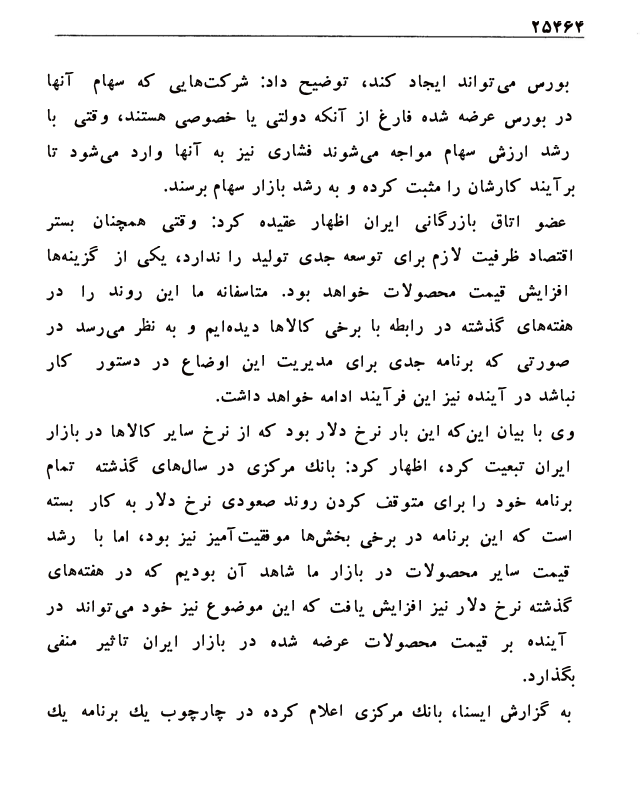 ۲۵۴۶۴
بورس می‌تواند ایجاد کند، توضیح داد: شرکت‌هایی که سهام آنها
در بورس عرضه شده فارغ از آنکه دولتی یا خصوصی هستند، وقتی با
رشد ارزش سهام مواجه می‌شوند فشاری نیز به آنها وارد می‌شود تا
برآیند کارشان را مثبت کرده و به رشد بازار سهام برسند.
عضو اتاق بازرگانی ایران اظهار عقیده کرد: وقتی همچنان بستر
اقتصاد ظرفیت لازم برای توسعه جدی تولید را ندارد، یکی از گزینه‌ها
افزایش قیمت محصولات خواهد بود. متاسفانه ما این روند را در
هفته‌های گذشته در رابطه با برخی کالاها دیده‌ایم و به نظر می‌رسد در
صورتی که برنامه جدی برای مدیریت این اوضاع در دستور کار
نباشد در آینده نیز این فرآیند ادامه خواهد داشت.
وی با بیان این‌که این بار نرخ دلار بود که از نرخ سایر کالاها در بازار
ایران تبعیت کرد، اظهار کرد: بانك مرکزی در سال‌های گذشته تمام
برنامه خود را برای متوقف کردن روند صعودی نرخ دلار به کار بسته
است که این برنامه در برخی بخش‌ها موفقیت‌آمیز نیز بود، اما با رشد
قیمت سایر محصولات در بازار ما شاهد آن بودیم که در هفته‌های
گذشته نرخ دلار نیز افزایش یافت که این موضوع نیز خود می‌تواند در
آینده بر قیمت محصولات عرضه شده در بازار ایران تاثیر منفی
بگذارد.
به گزارش ایسنا، بانك مرکزی اعلام کرده در چارچوب یك برنامه یك